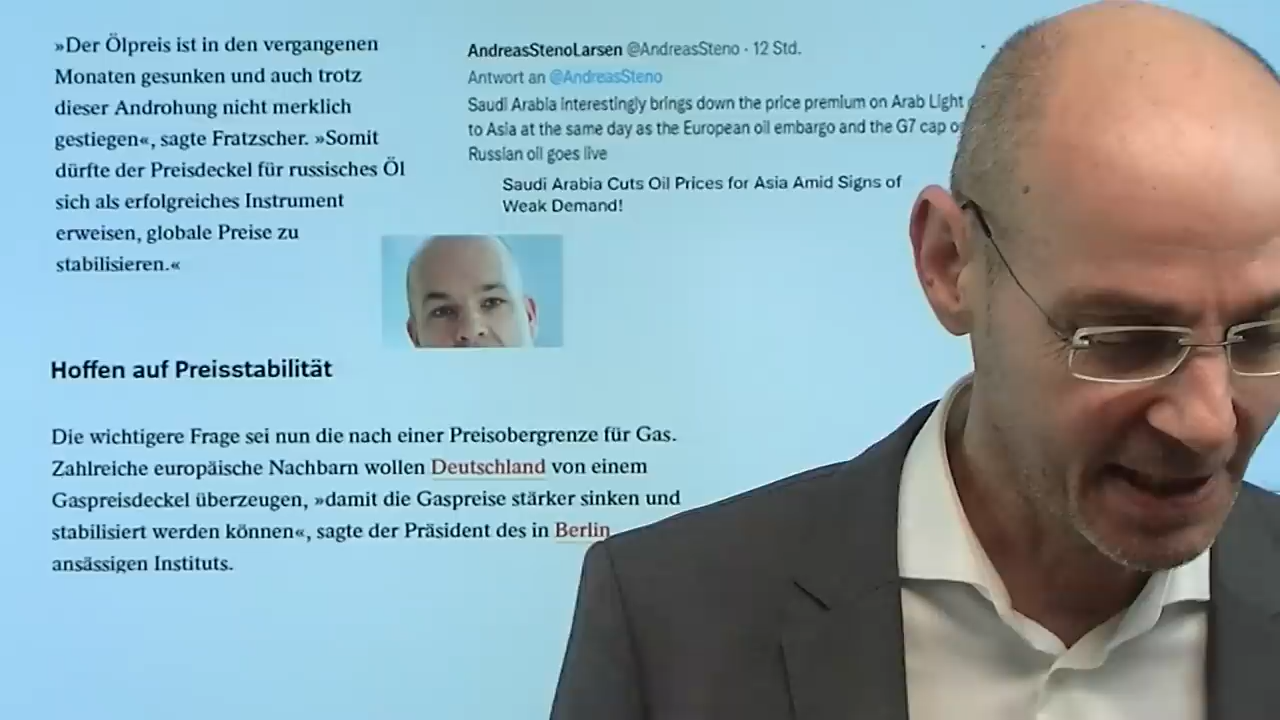 »Der Ölpreis ist in den vergangenen
Monaten gesunken und auch trotz
dieser Androhung nicht merklich
gestiegen«, sagte Fratzscher. »Somit
dürfte der Preisdeckel für russisches Öl
sich als erfolgreiches Instrument
erweisen, globale Preise zu
stabilisieren.«
AndreasStenoLarsen @AndreasSteno · 12 Std.
Antwort an @AndreasSteno
Saudi Arabia interestingly brings down the price premium on Arab Light
to Asia at the same day as the European oil embargo and the G7 cap
Russian oil goes live
Saudi Arabia Cuts Oil Prices for Asia Amid Signs of
Weak Demand!
Hoffen auf Preisstabilität
Die wichtigere Frage sei nun die nach einer Preisobergrenze für Gas.
Zahlreiche europäische Nachbarn wollen Deutschland von einem
Gaspreisdeckel überzeugen, »damit die Gaspreise stärker sinken und
stabilisiert werden können«, sagte der Präsident des in Berlin
ansässigen Instituts.